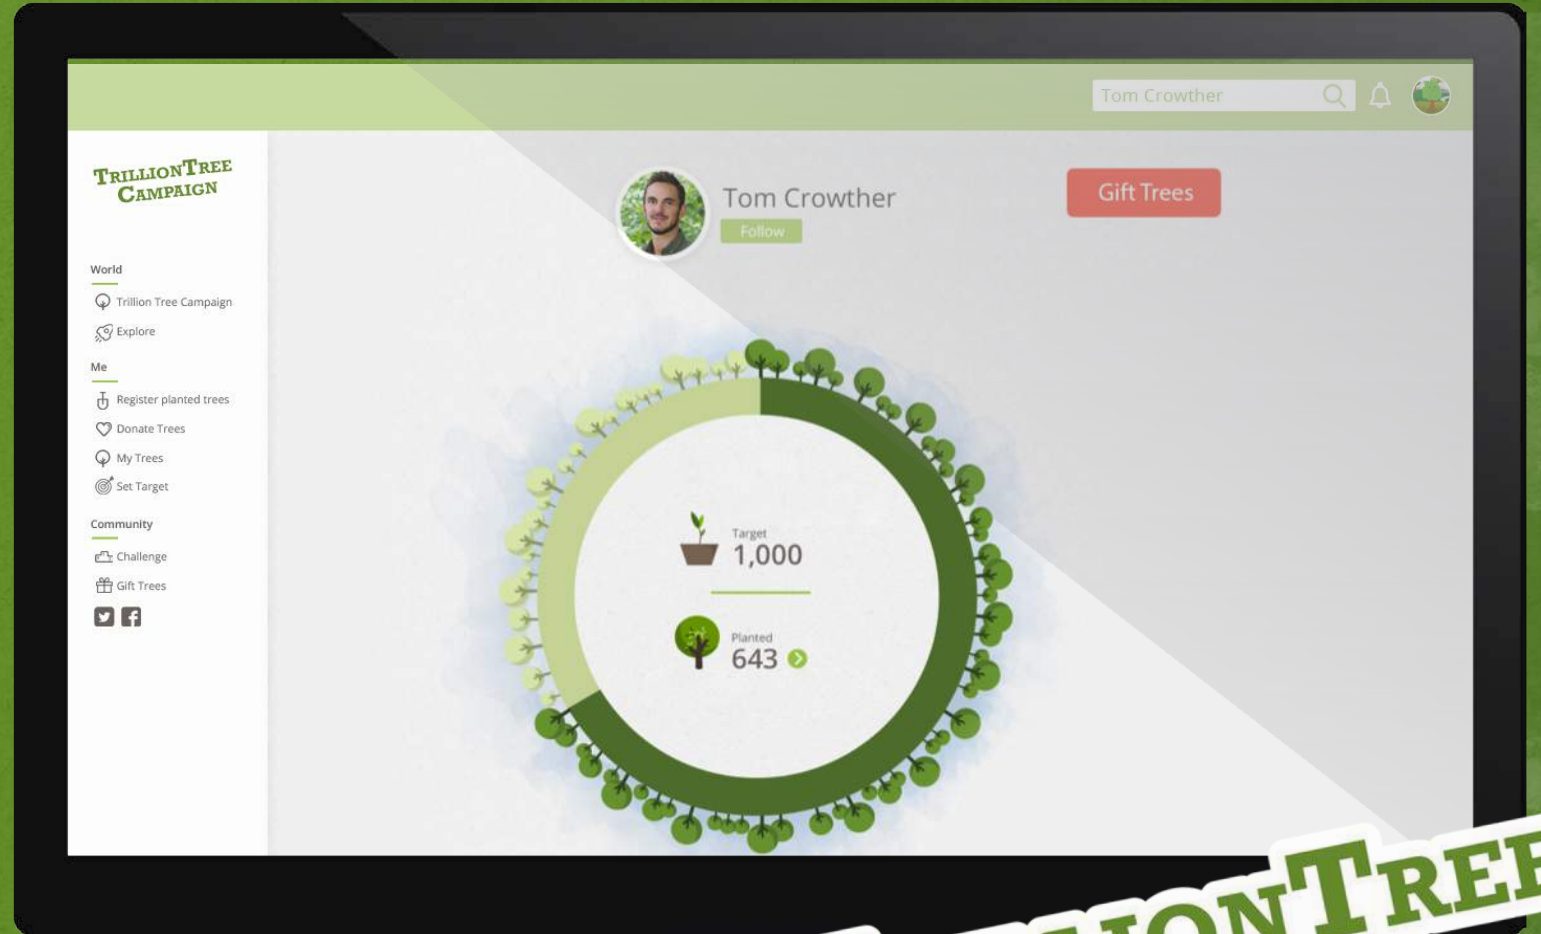 Tom Crowther
TRILLIONTREE
CAMPAIGN
Tom Crowther
Follow
Gift Trees
World
Trillion Tree Campaign
Explore
Me
Register planted trees
Donate Trees
My Trees
Set Target
Community
Challenge
Gift Trees
Target
1,000
Planted
643
IONTREE